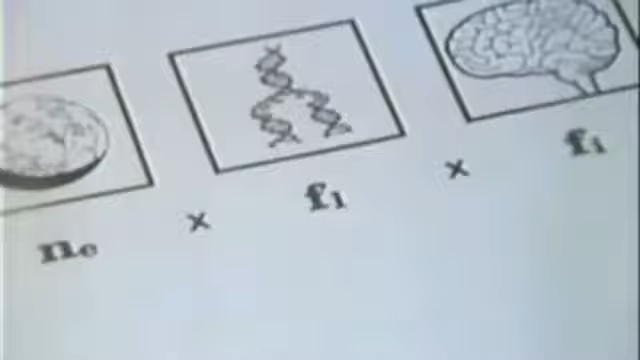 nₑ × fₗ × fᵢ